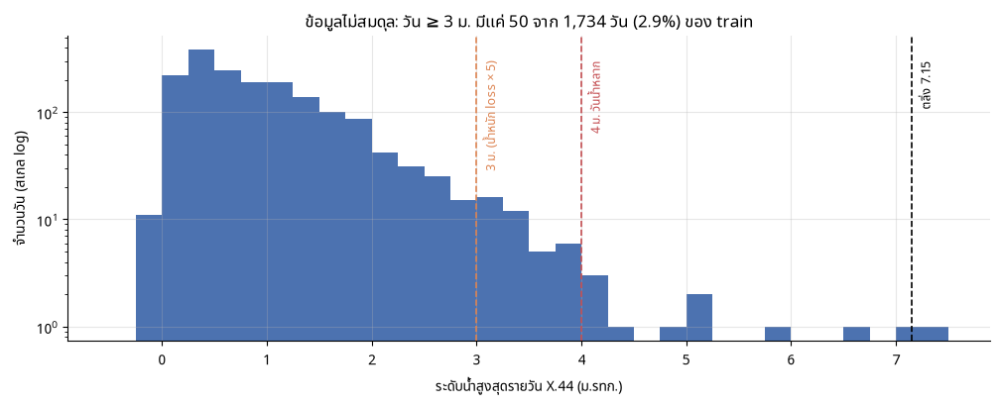 ข้อมูลไม่สมดุล: วัน ≥ 3 ม. มีแค่ 50 จาก 1,734 วัน (2.9%) ของ train
จำนวนวัน (สเกล log)
10²
10¹
10⁰
3 ม. (น้ำหนัก loss × 5)
4 ม. วันน้ำหลาก
ตลิ่ง 7.15
0 1 2 3 4 5 6 7
ระดับน้ำสูงสุดรายวัน X.44 (ม.รทก.)